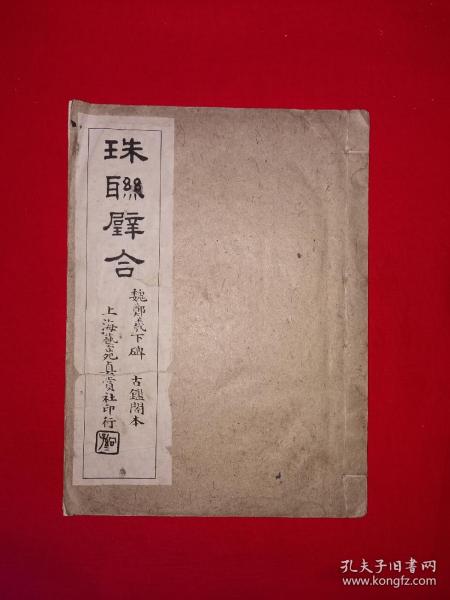 珠聯璧合
魏鄭羲下碑 古鑑閣本
上海藝苑真賞社印行
孔夫子旧书网
www.kongfz.com